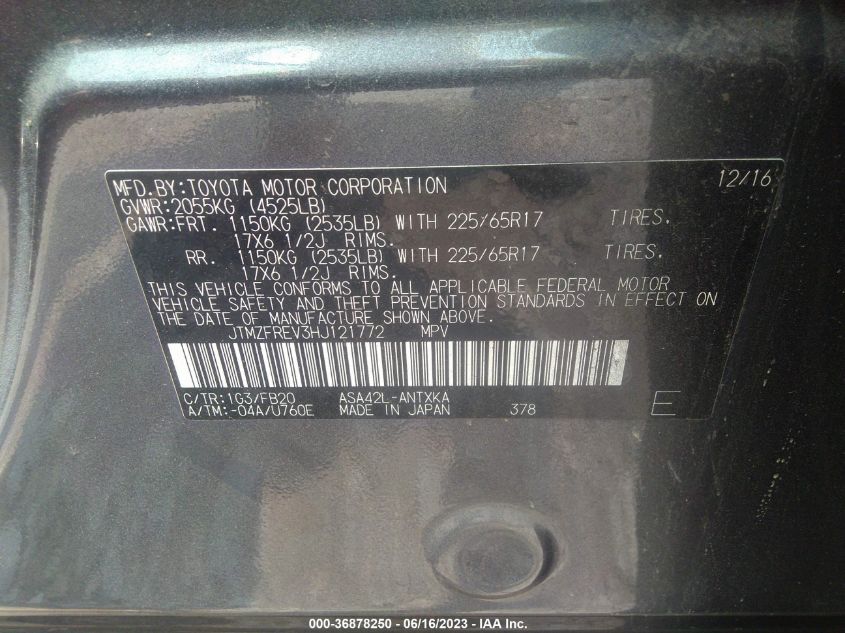 MFD.BY:TOYOTA MOTOR CORPORATION 12/16
GVWR:2055KG (4525LB)
GAWR:FRT. 1150KG (2535LB) WITH 225/65R17 TIRES.
17X6 1/2J RIMS.
RR. 1150KG (2535LB) WITH 225/65R17 TIRES.
17X6 1/2J RIMS.
THIS VEHICLE CONFORMS TO ALL APPLICABLE FEDERAL MOTOR
VEHICLE SAFETY AND THEFT PREVENTION STANDARDS IN EFFECT ON
THE DATE OF MANUFACTURE SHOWN ABOVE.
JTMZFREV3HJ121772 MPV
C/TR:1G3/FB20 ASA42L-ANTXKA
A/TM:-04A/U760E MADE IN JAPAN 378 E
000-36878250 - 06/16/2023 - IAA Inc.